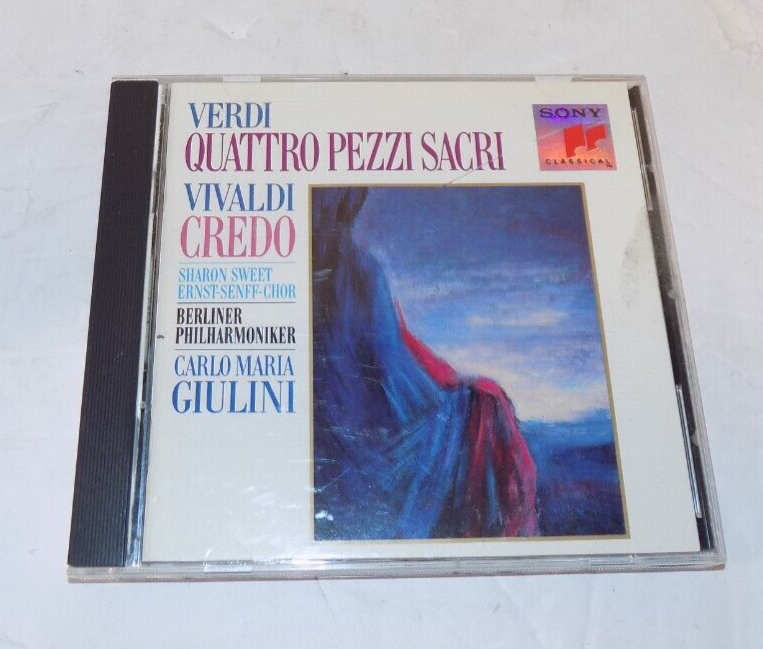 VERDI
QUATTRO PEZZI SACRI
VIVALDI
CREDO
SHARON SWEET
ERNST-SENFF-CHOR
BERLINER
PHILHARMONIKER
CARLO MARIA
GIULINI
SONY
CLASSICAL